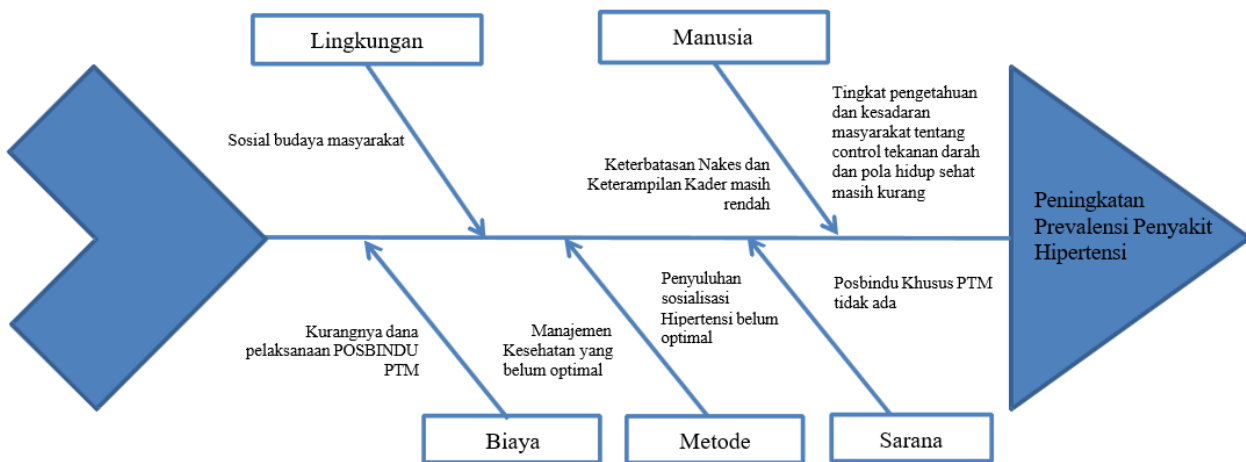 Lingkungan
Manusia
Sosial budaya masyarakat
Keterbatasan Nakes dan
Keterampilan Kader masih
rendah
Tingkat pengetahuan
dan kesadaran
masyarakat tentang
control tekanan darah
dan pola hidup sehat
masih kurang
Peningkatan
Prevalensi Penyakit
Hipertensi
Kurangnya dana
pelaksanaan POSBINDU
PTM
Manajemen
Kesehatan yang
belum optimal
Penyuluhan
sosialisasi
Hipertensi belum
optimal
Posbindu Khusus PTM
tidak ada
Biaya
Metode
Sarana